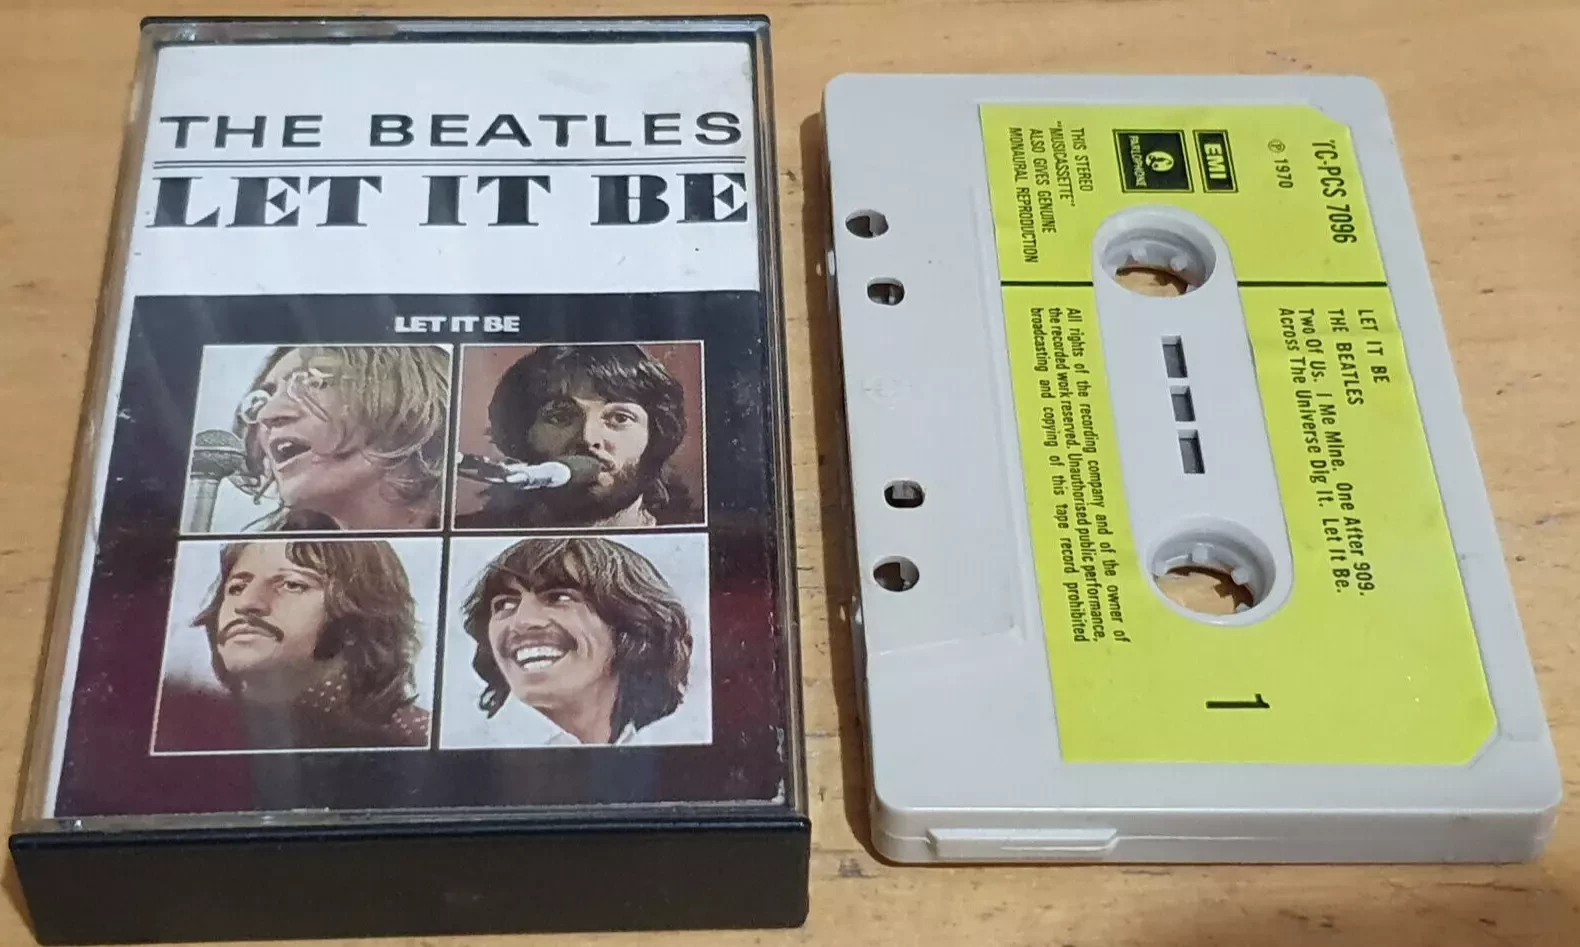 THE BEATLES
LET IT BE
LET IT BE
TC-PCS 7096
℗ 1970
EMI
PARLOPHONE
THIS STEREO
"MUSICASSETTE"
ALSO GIVES GENUINE
MONAURAL REPRODUCTION
LET IT BE
THE BEATLES
Two Of Us. I Me Mine. One After 909.
Across The Universe Dig It. Let It Be.
All rights of the recording company and of the owner of
the recorded work reserved. Unauthorised public performance,
broadcasting and copying of this tape record prohibited
1